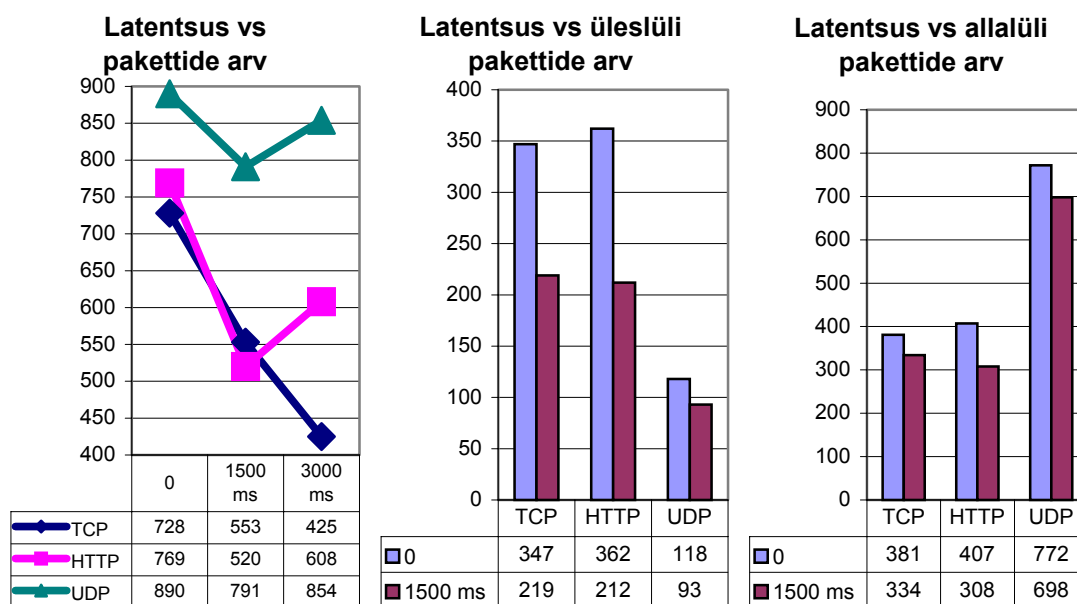 Latentsus vs
pakettide arv
900
850
800
750
700
650
600
550
500
450
400
0 1500 ms 3000 ms
TCP 728 553 425
HTTP 769 520 608
UDP 890 791 854
Latentsus vs üleslüli
pakettide arv
400
350
300
250
200
150
100
50
0
TCP HTTP UDP
0 347 362 118
1500 ms 219 212 93
Latentsus vs allalüli
pakettide arv
900
800
700
600
500
400
300
200
100
0
TCP HTTP UDP
0 381 407 772
1500 ms 334 308 698